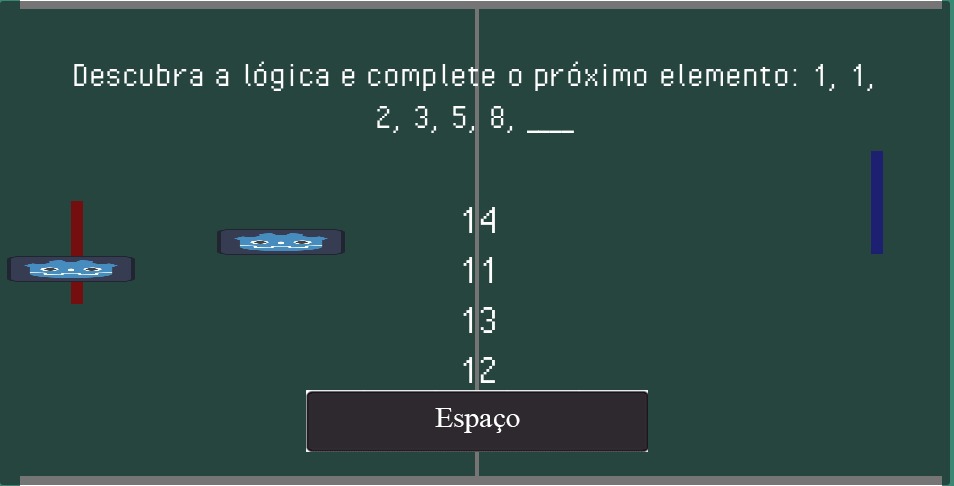 Descubra a lógica e complete o próximo elemento: 1, 1,
2, 3, 5, 8, ___
14
11
13
12
Espaço